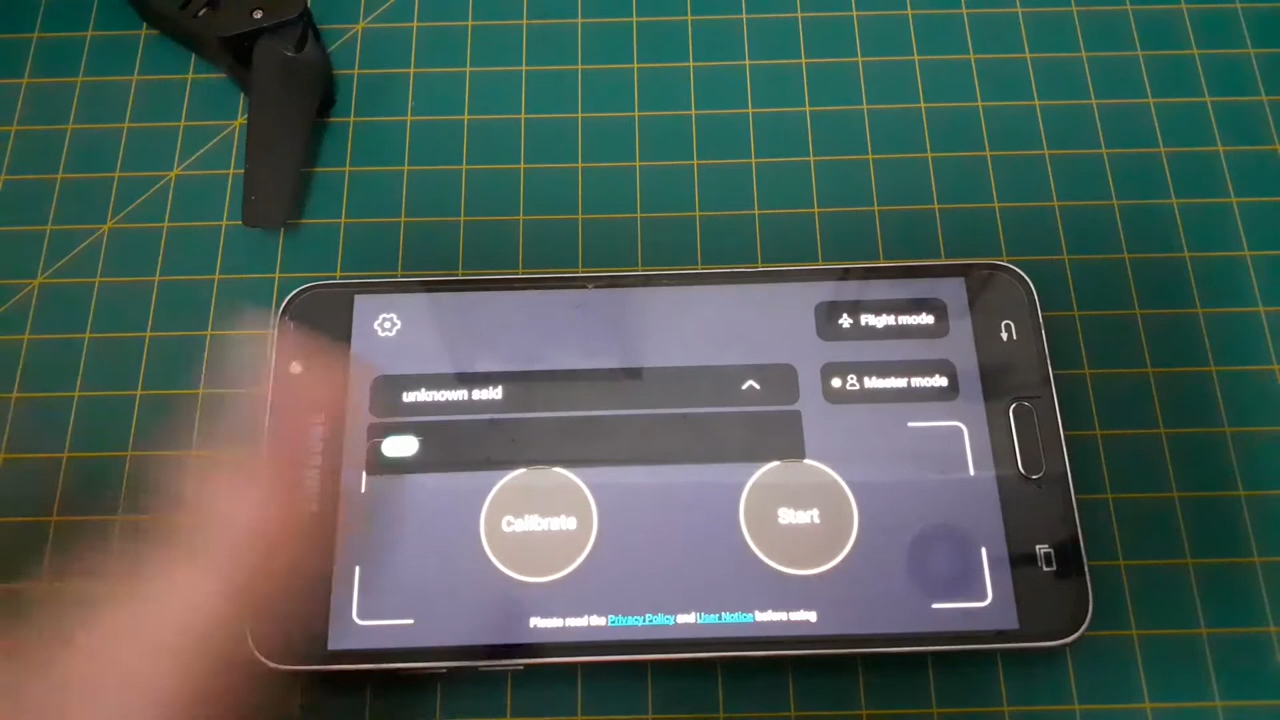 Flight mode
unknown ssid
Master mode
Calibrate
Start
Please read the Privacy Policy and User Notice before using